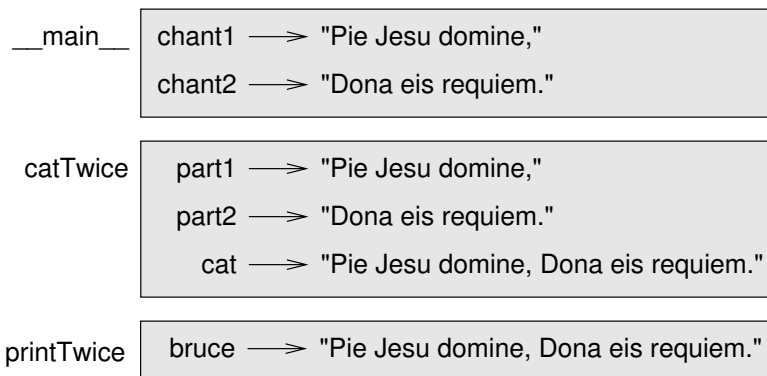 __main__ chant1 "Pie Jesu domine,"
chant2 "Dona eis requiem."
catTwice part1 "Pie Jesu domine,"
part2 "Dona eis requiem."
cat "Pie Jesu domine, Dona eis requiem."
printTwice bruce "Pie Jesu domine, Dona eis requiem."